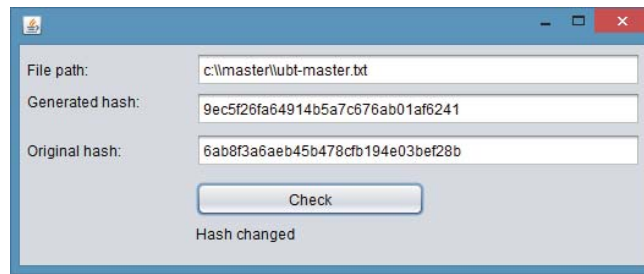 File path: c:\\master\\ubt-master.txt
Generated hash: 9ec5f26fa64914b5a7c676ab01af6241
Original hash: 6ab8f3a6aeb45b478cfb194e03bef28b
Check
Hash changed